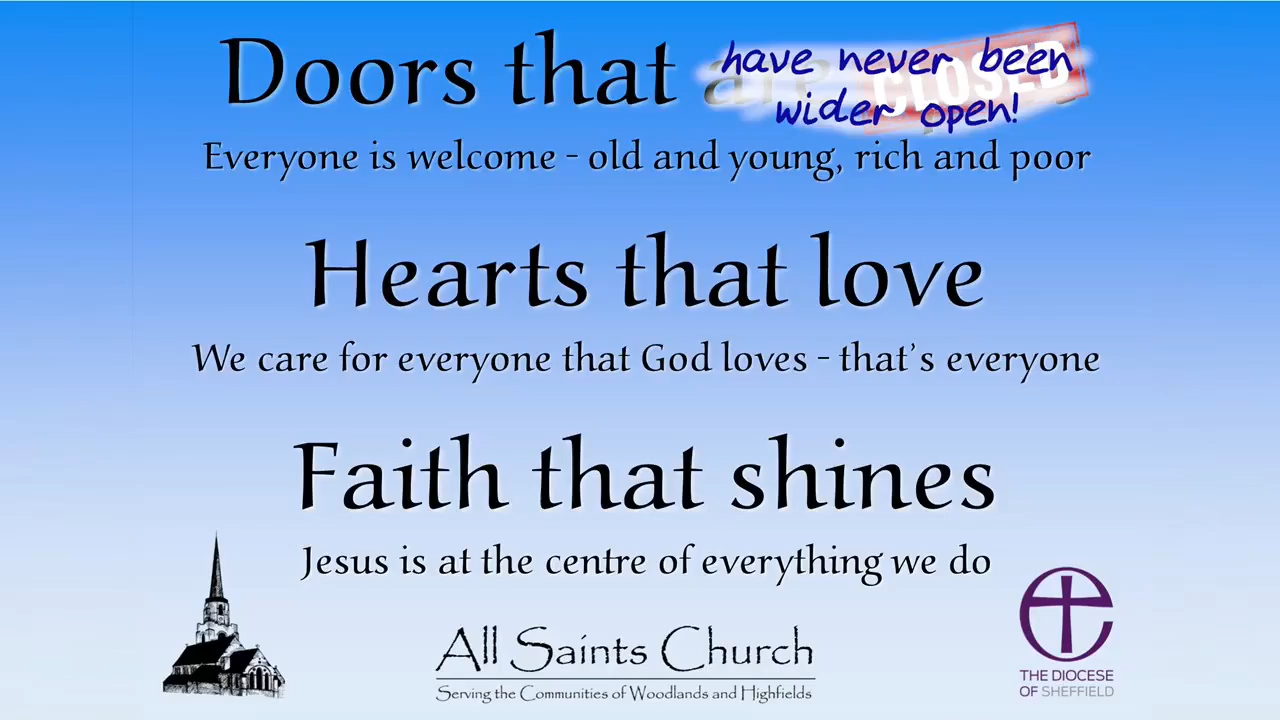 Doors that are CLOSED
have never been
wider open!
Everyone is welcome - old and young, rich and poor
Hearts that love
We care for everyone that God loves - that's everyone
Faith that shines
Jesus is at the centre of everything we do
All Saints Church
Serving the Communities of Woodlands and Highfields
THE DIOCESE
OF SHEFFIELD